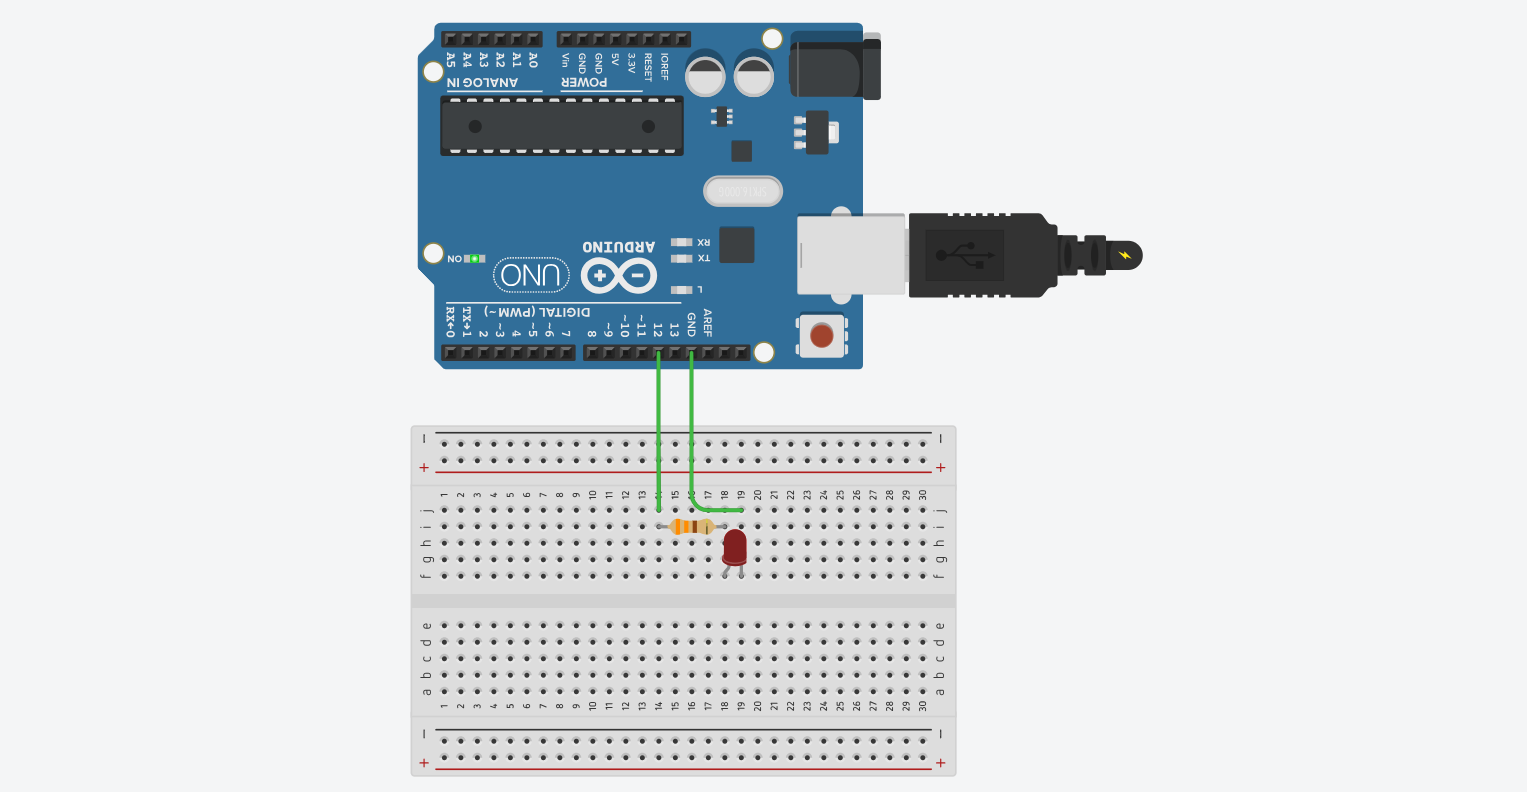 A5 A4 A3 A2 A1 A0
Vin GND GND 5V 3.3V RESET IOREF
ANALOG IN
POWER
ARDUINO
UNO
ON
RX
TX
L
DIGITAL (PWM~)
RX←0 TX→1 2 ~3 4 ~5 ~6 7
8 ~9 ~10 ~11 12 13 GND AREF
− −
+ +
1 2 3 4 5 6 7 8 9 10 11 12 13 15 17 18 19 20 21 22 23 24 25 26 27 28 29 30
j j
i i
h h
g g
f f
e e
d d
c c
b b
a a
1 2 3 4 5 6 7 8 9 10 11 12 13 14 15 16 17 18 19 20 21 22 23 24 25 26 27 28 29 30
− −
+ +